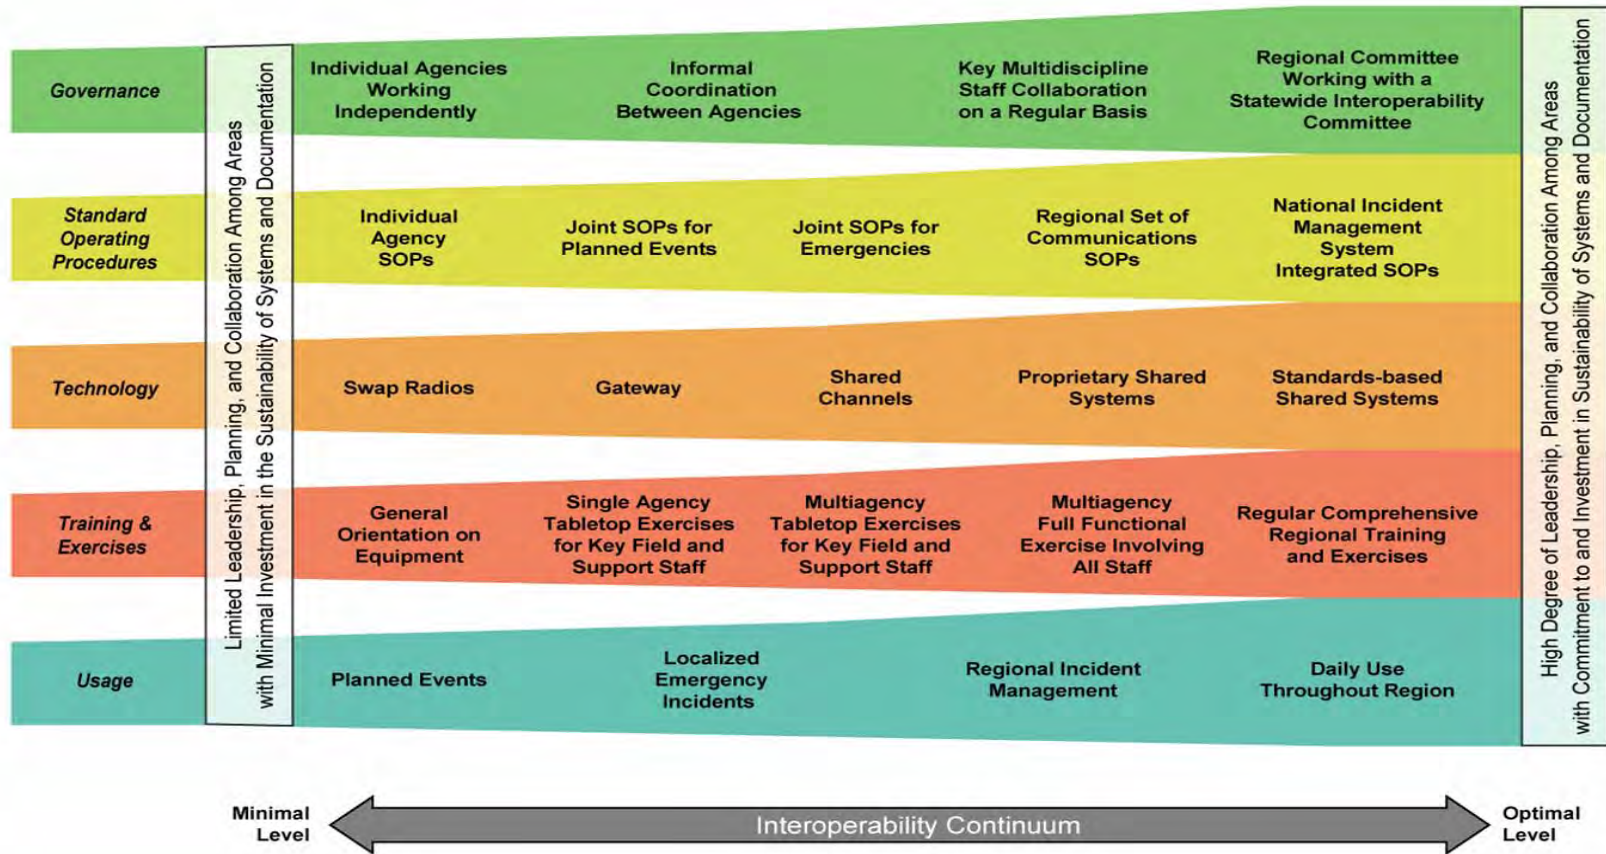 Governance
Limited Leadership, Planning, and Collaboration Among Areas
with Minimal Investment in the Sustainability of Systems and Documentation
Individual Agencies
Working
Independently
Informal
Coordination
Between Agencies
Key Multidiscipline
Staff Collaboration
on a Regular Basis
Regional Committee
Working with a
Statewide Interoperability
Committee
High Degree of Leadership, Planning, and Collaboration Among Areas
with Commitment to and Investment in Sustainability of Systems and Documentation
Standard
Operating
Procedures
Individual
Agency
SOPs
Joint SOPs for
Planned Events
Joint SOPs for
Emergencies
Regional Set of
Communications
SOPs
National Incident
Management
System
Integrated SOPs
Technology
Swap Radios
Gateway
Shared
Channels
Proprietary Shared
Systems
Standards-based
Shared Systems
Training &
Exercises
General
Orientation on
Equipment
Single Agency
Tabletop Exercises
for Key Field and
Support Staff
Multiagency
Tabletop Exercises
for Key Field and
Support Staff
Multiagency
Full Functional
Exercise Involving
All Staff
Regular Comprehensive
Regional Training
and Exercises
Usage
Planned Events
Localized
Emergency
Incidents
Regional Incident
Management
Daily Use
Throughout Region
Minimal
Level
Interoperability Continuum
Optimal
Level